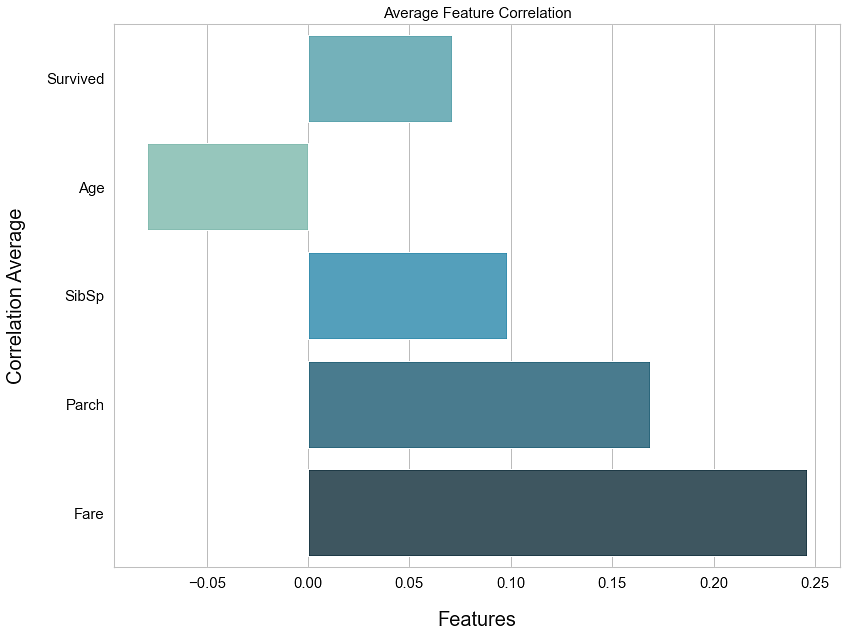 Average Feature Correlation
Correlation Average
Survived
Age
SibSp
Parch
Fare
−0.05 0.00 0.05 0.10 0.15 0.20 0.25
Features